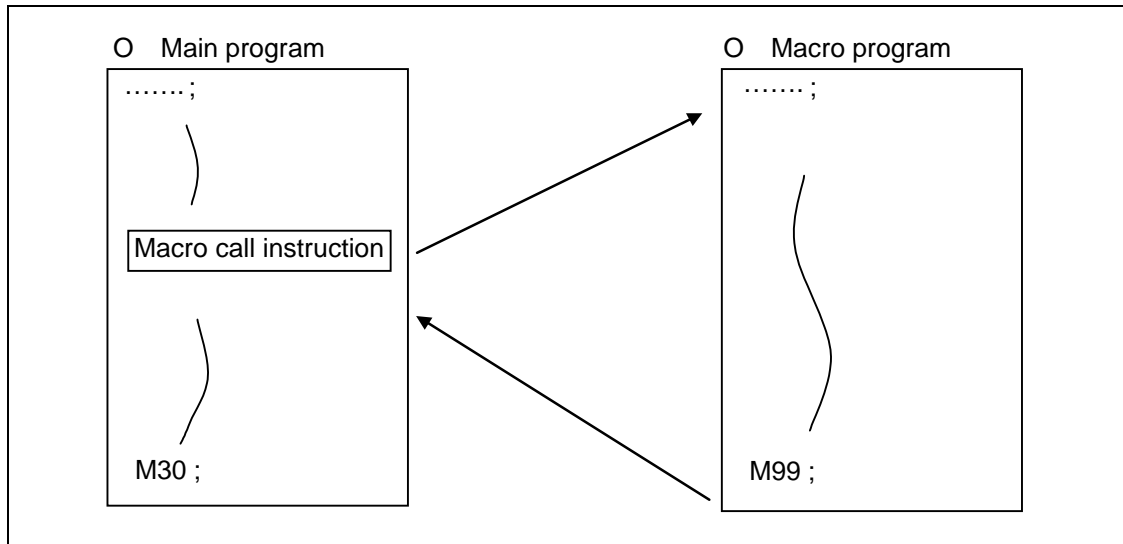 O Main program
....... ;
Macro call instruction
M30 ;
O Macro program
....... ;
M99 ;